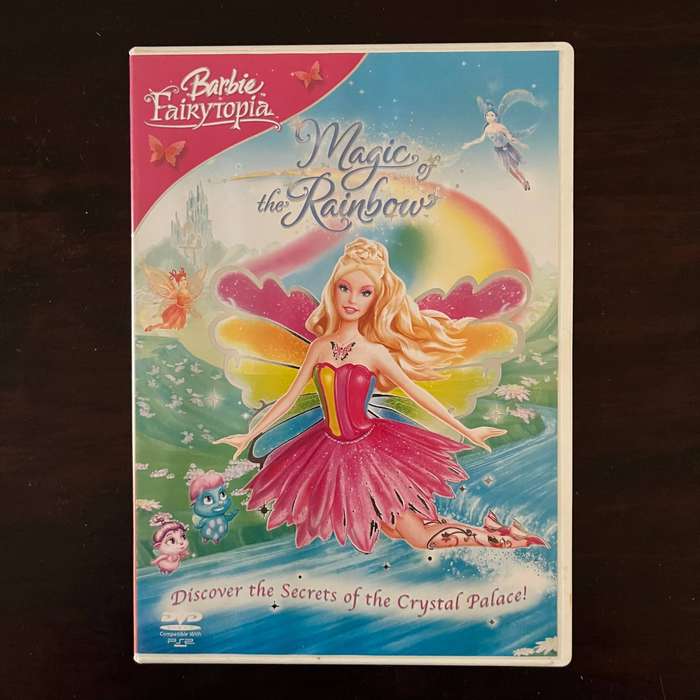 Barbie
Fairytopia
Magic of
the Rainbow
Discover the Secrets of the Crystal Palace!
DVD
Compatible With
PS2